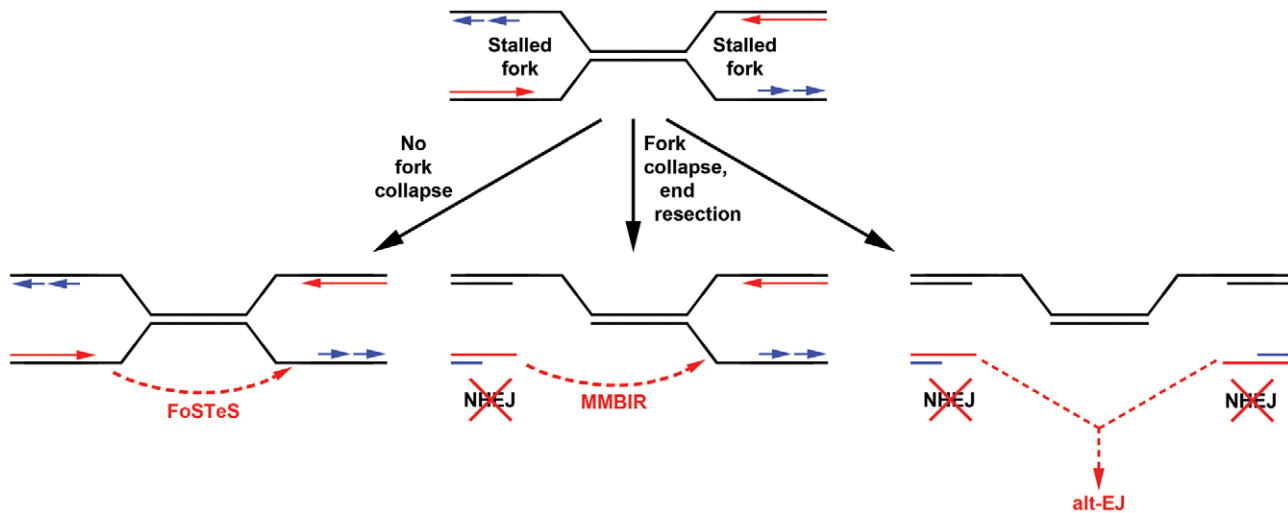 Stalled
fork
Stalled
fork
No
fork
collapse
Fork
collapse,
end
resection
FoSTeS
NHEJ
MMBIR
NHEJ
NHEJ
alt-EJ